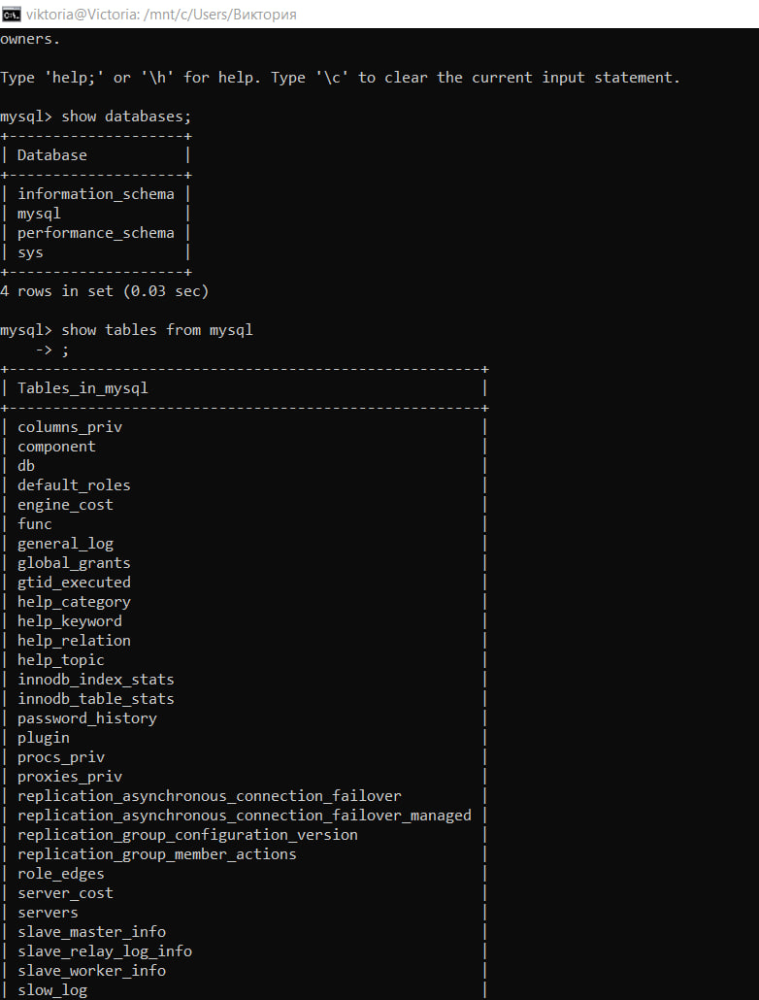 viktoria@Victoria: /mnt/c/Users/Виктория
owners.
Type 'help;' or '\h' for help. Type '\c' to clear the current input statement.
mysql> show databases;
+--------------------+
| Database           |
+--------------------+
| information_schema |
| mysql              |
| performance_schema |
| sys                |
+--------------------+
4 rows in set (0.03 sec)
mysql> show tables from mysql
    -> ;
+------------------------------------------------------+
| Tables_in_mysql                                      |
+------------------------------------------------------+
| columns_priv                                         |
| component                                            |
| db                                                   |
| default_roles                                        |
| engine_cost                                          |
| func                                                 |
| general_log                                          |
| global_grants                                        |
| gtid_executed                                        |
| help_category                                        |
| help_keyword                                         |
| help_relation                                        |
| help_topic                                           |
| innodb_index_stats                                   |
| innodb_table_stats                                   |
| password_history                                     |
| plugin                                               |
| procs_priv                                           |
| proxies_priv                                         |
| replication_asynchronous_connection_failover         |
| replication_asynchronous_connection_failover_managed |
| replication_group_configuration_version              |
| replication_group_member_actions                     |
| role_edges                                           |
| server_cost                                          |
| servers                                              |
| slave_master_info                                    |
| slave_relay_log_info                                 |
| slave_worker_info                                    |
| slow_log                                             |